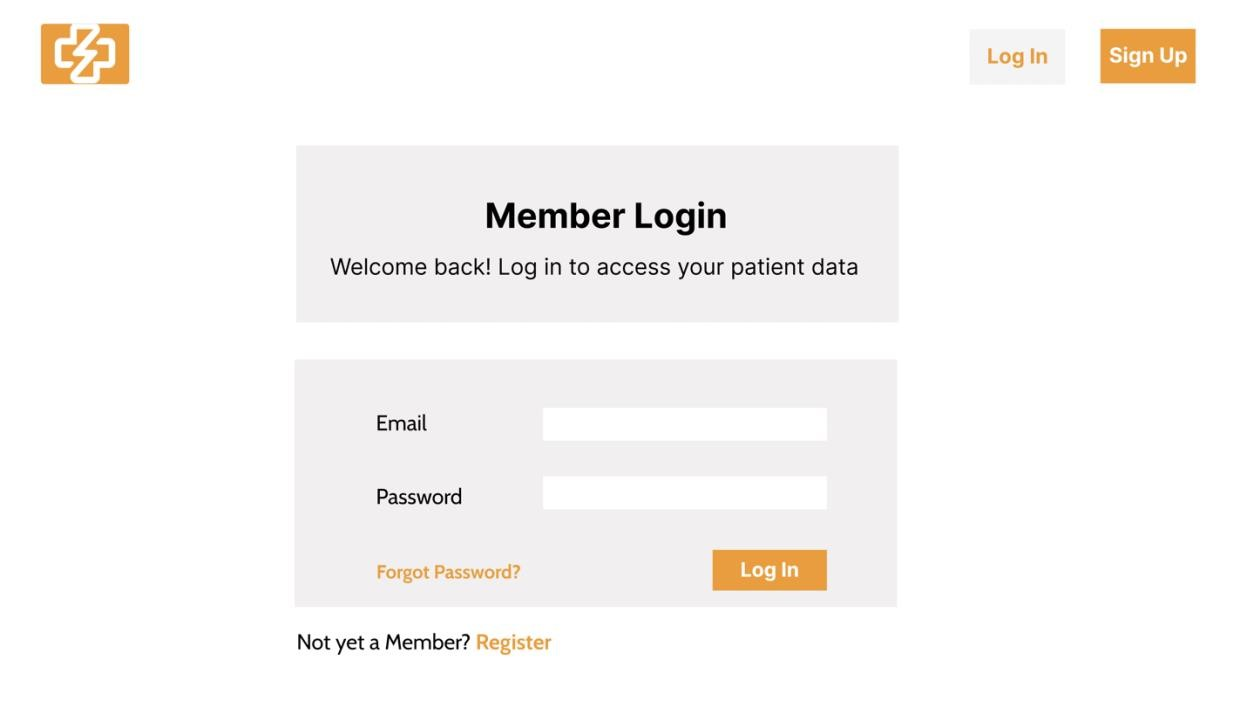 Log In
Sign Up
Member Login
Welcome back! Log in to access your patient data
Email
Password
Forgot Password?
Log In
Not yet a Member? Register